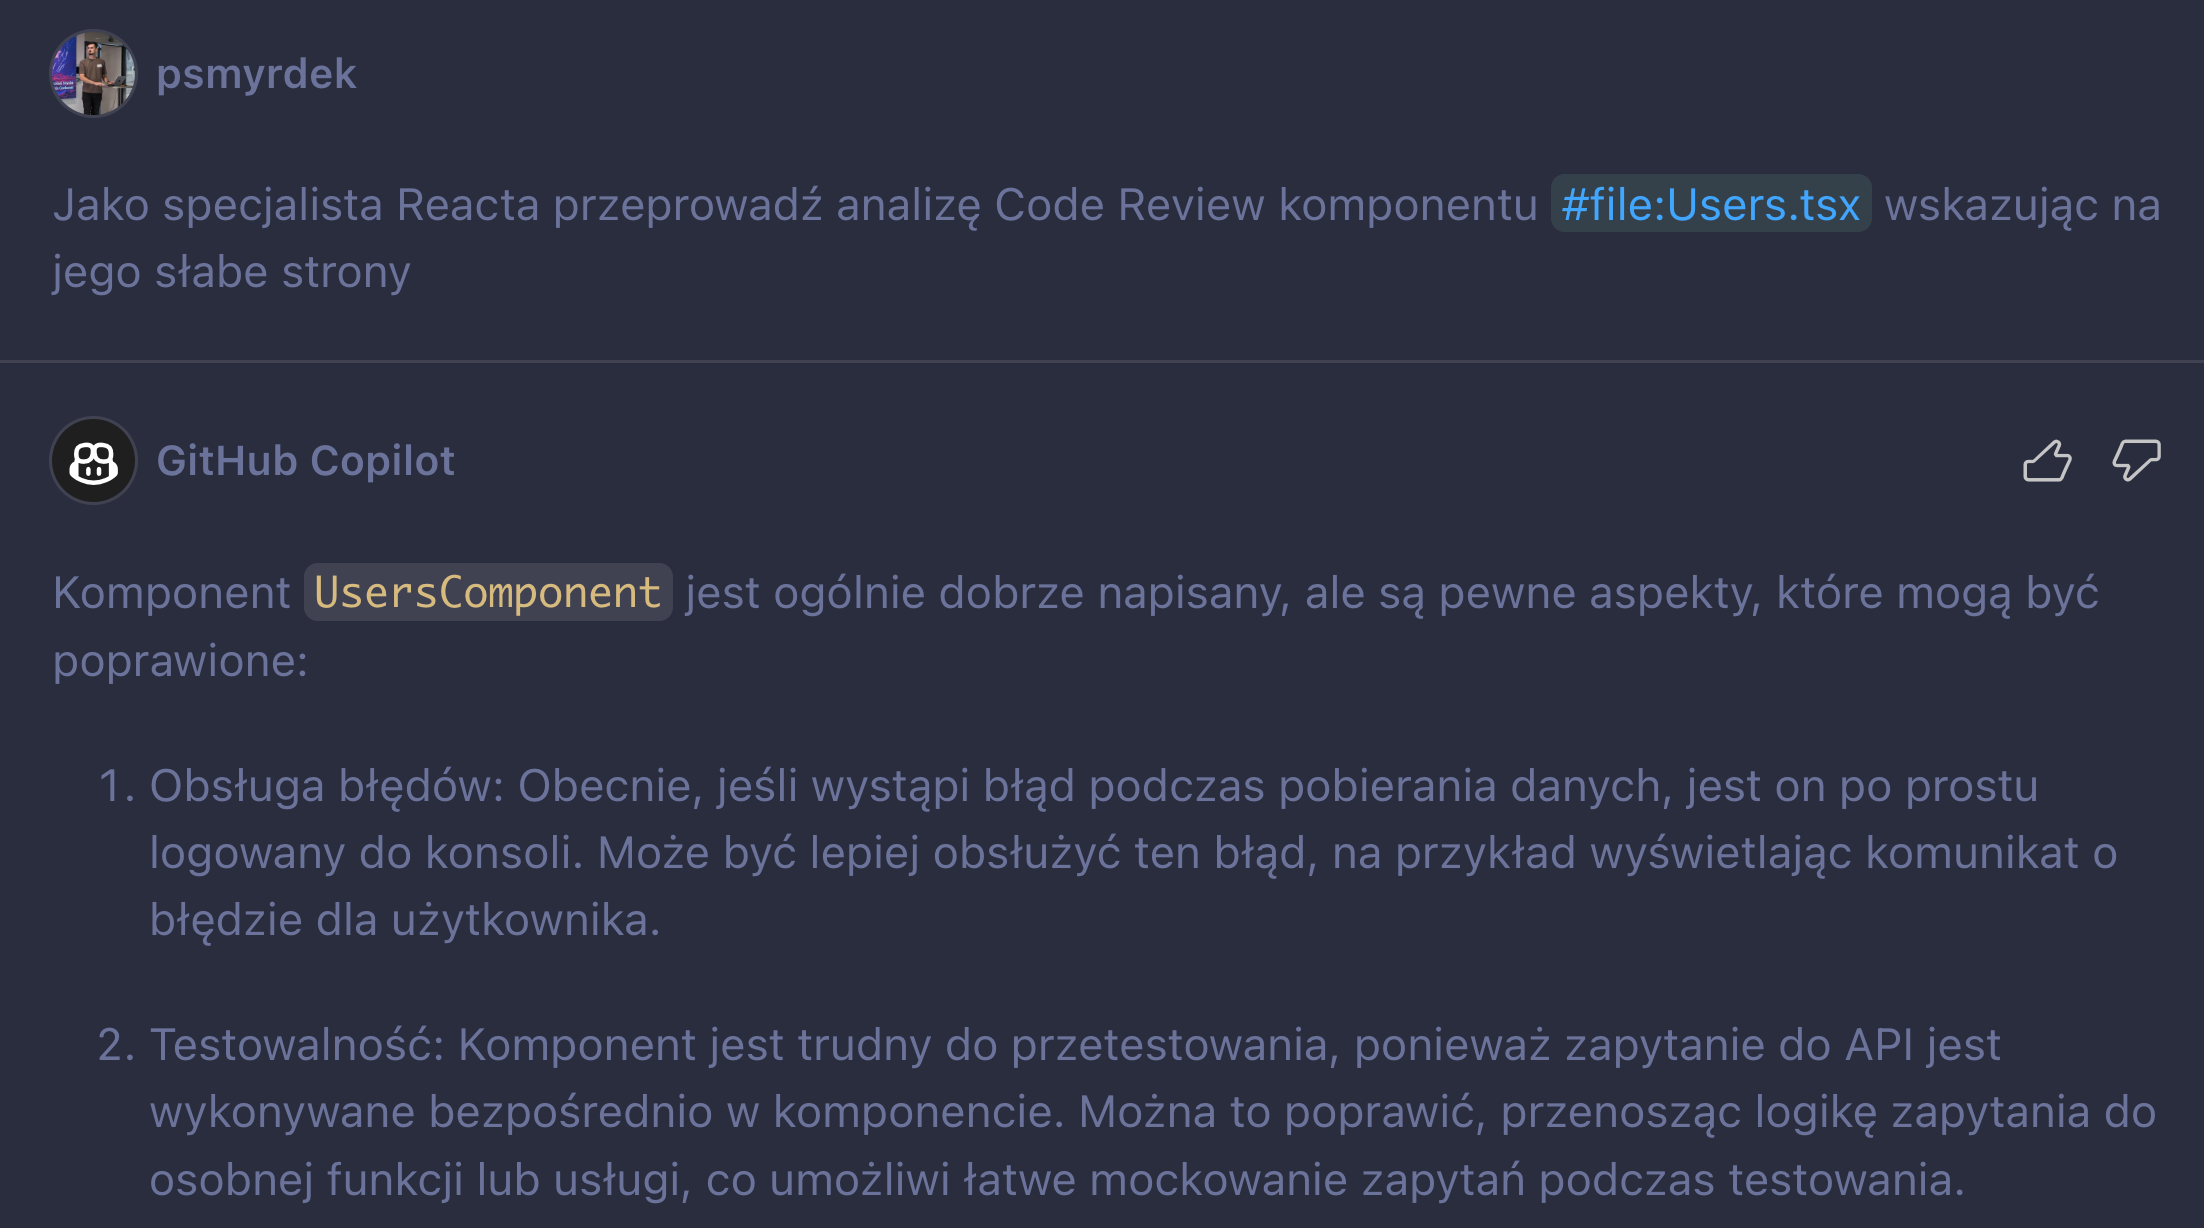 psmyrdek
Jako specjalista Reacta przeprowadź analizę Code Review komponentu #file:Users.tsx wskazując na
jego słabe strony
GitHub Copilot
Komponent UsersComponent jest ogólnie dobrze napisany, ale są pewne aspekty, które mogą być
poprawione:
1. Obsługa błędów: Obecnie, jeśli wystąpi błąd podczas pobierania danych, jest on po prostu
logowany do konsoli. Może być lepiej obsłużyć ten błąd, na przykład wyświetlając komunikat o
błędzie dla użytkownika.
2. Testowalność: Komponent jest trudny do przetestowania, ponieważ zapytanie do API jest
wykonywane bezpośrednio w komponencie. Można to poprawić, przenosząc logikę zapytania do
osobnej funkcji lub usługi, co umożliwi łatwe mockowanie zapytań podczas testowania.